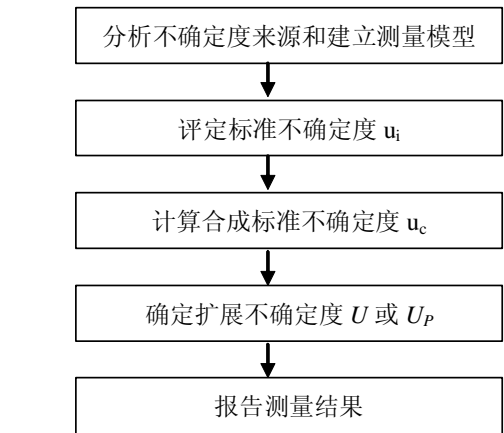 分析不确定度来源和建立测量模型
评定标准不确定度 uᵢ
计算合成标准不确定度 u_c
确定扩展不确定度 U 或 U_P
报告测量结果